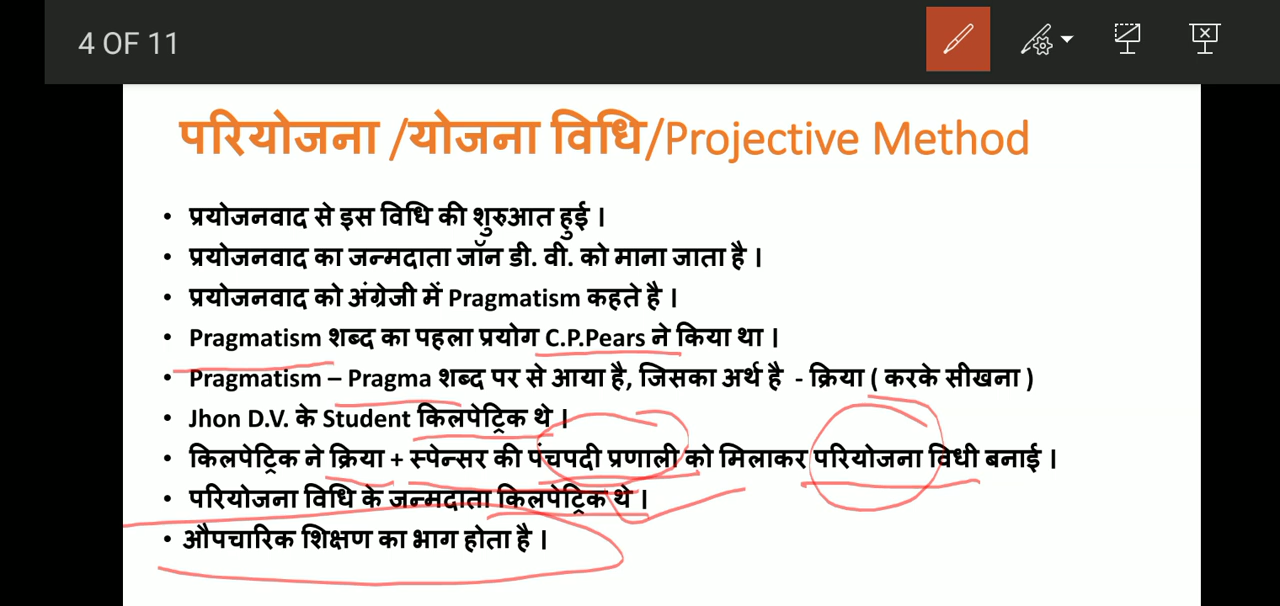 4 OF 11
परियोजना /योजना विधि/Projective Method
• प्रयोजनवाद से इस विधि की शुरुआत हुई ।
• प्रयोजनवाद का जन्मदाता जॉन डी. वी. को माना जाता है ।
• प्रयोजनवाद को अंग्रेजी में Pragmatism कहते है ।
• Pragmatism शब्द का पहला प्रयोग C.P.Pears ने किया था ।
• Pragmatism – Pragma शब्द पर से आया है, जिसका अर्थ है - क्रिया ( करके सीखना )
• Jhon D.V. के Student किलपेट्रिक थे ।
• किलपेट्रिक ने क्रिया + स्पेन्सर की पंचपदी प्रणाली को मिलाकर परियोजना विधी बनाई ।
• परियोजना विधि के जन्मदाता किलपेट्रिक थे ।
• औपचारिक शिक्षण का भाग होता है ।